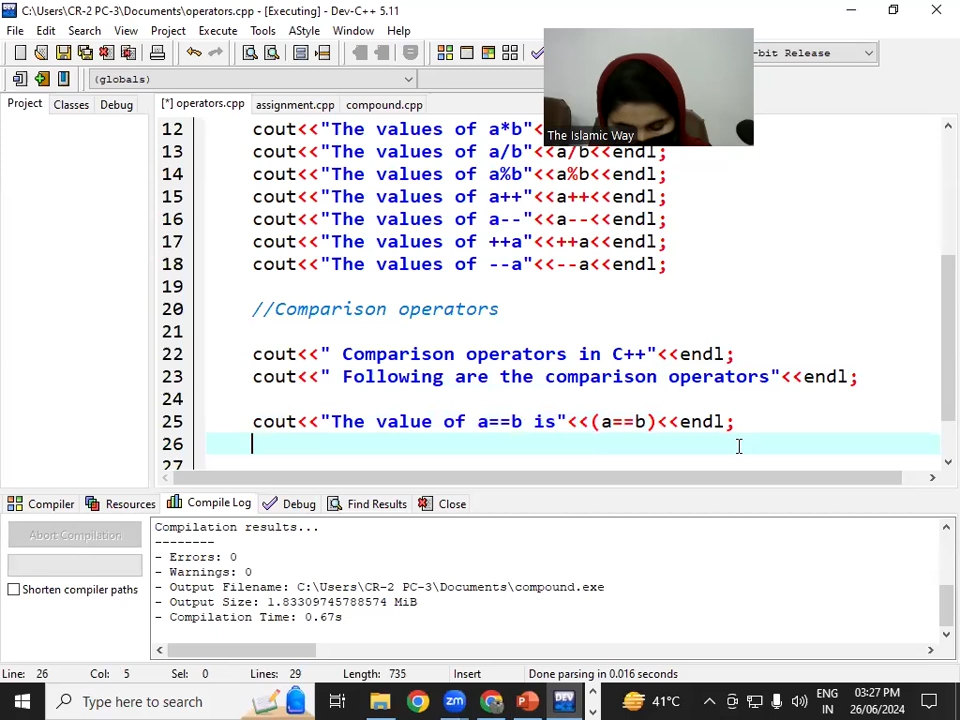 C:\Users\CR-2 PC-3\Documents\operators.cpp - [Executing] - Dev-C++ 5.11
File Edit Search View Project Execute Tools AStyle Window Help
-bit Release
(globals)
Project Classes Debug
[*] operators.cpp assignment.cpp compound.cpp
The Islamic Way
12 cout<<"The values of a*b"<
13 cout<<"The values of a/b"<<a/b<<endl;
14 cout<<"The values of a%b"<<a%b<<endl;
15 cout<<"The values of a++"<<a++<<endl;
16 cout<<"The values of a--"<<a--<<endl;
17 cout<<"The values of ++a"<<++a<<endl;
18 cout<<"The values of --a"<<--a<<endl;
19
20 //Comparison operators
21
22 cout<<" Comparison operators in C++"<<endl;
23 cout<<" Following are the comparison operators"<<endl;
24
25 cout<<"The value of a==b is"<<(a==b)<<endl;
26
27
Compiler Resources Compile Log Debug Find Results Close
Abort Compilation
Shorten compiler paths
Compilation results...
--------
- Errors: 0
- Warnings: 0
- Output Filename: C:\Users\CR-2 PC-3\Documents\compound.exe
- Output Size: 1.83309745788574 MiB
- Compilation Time: 0.67s
Line: 26 Col: 5 Sel: 0 Lines: 29 Length: 735 Insert Done parsing in 0.016 seconds
Type here to search
zm
DEV
41°C
ENG
IN
03:27 PM
26/06/2024